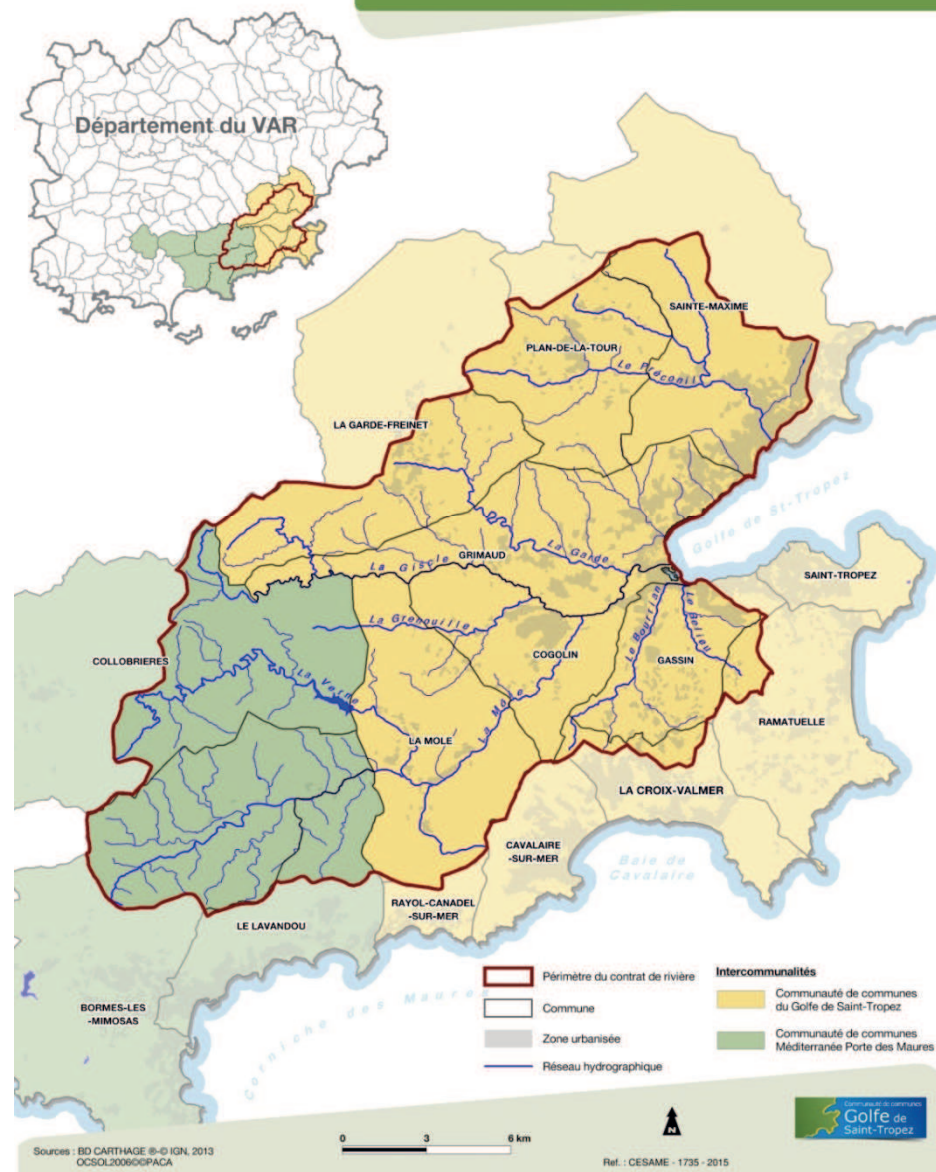 Département du VAR
SAINTE-MAXIME
PLAN-DE-LA-TOUR
Le Préconil
LA GARDE-FREINET
Golfe de St-Tropez
La Garde
GRIMAUD
La Giscle
SAINT-TROPEZ
La Grenouille
Le Bourrian
Le Bélieu
COLLOBRIERES
COGOLIN
GASSIN
La Verne
La Mole
RAMATUELLE
LA MOLE
LA CROIX-VALMER
CAVALAIRE
-SUR-MER
Baie de
Cavalaire
RAYOL-CANADEL
-SUR-MER
LE LAVANDOU
BORMES-LES
-MIMOSAS
Corniche des Maures
Périmètre du contrat de rivière
Commune
Zone urbanisée
Réseau hydrographique
Intercommunalités
Communauté de communes
du Golfe de Saint-Tropez
Communauté de communes
Méditerranée Porte des Maures
Sources : BD CARTHAGE ®-© IGN, 2013
OCSOL2006©©PACA
0 3 6 km
N
Ref. : CESAME - 1735 - 2015
Communauté de communes
Golfe de
Saint-Tropez